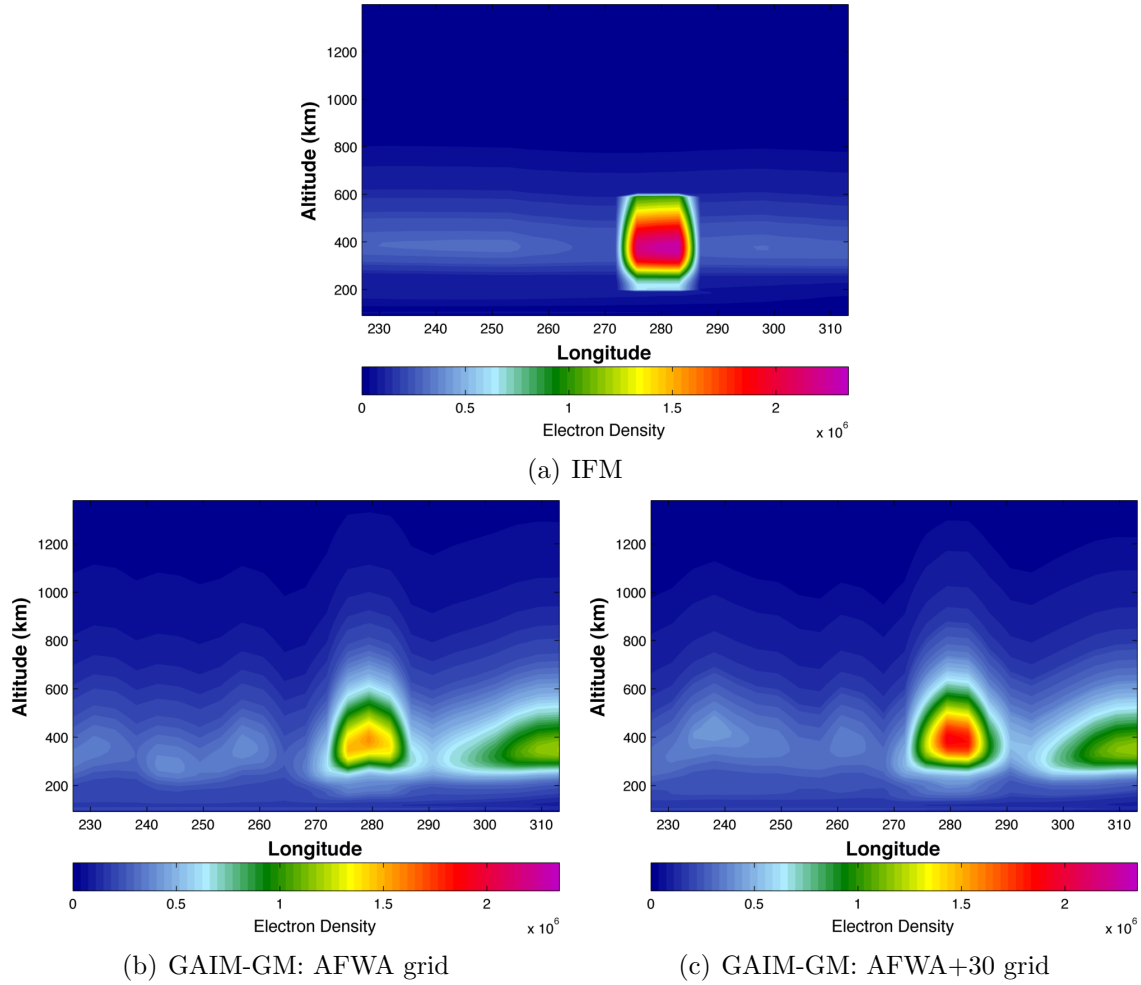 1200
1000
800
600
400
200
Altitude (km)
230 240 250 260 270 280 290 300 310
Longitude
0 0.5 1 1.5 2
Electron Density
x 10^6
(a) IFM
1200
1000
800
600
400
200
Altitude (km)
230 240 250 260 270 280 290 300 310
Longitude
0 0.5 1 1.5 2
Electron Density
x 10^6
(b) GAIM-GM: AFWA grid
1200
1000
800
600
400
200
Altitude (km)
230 240 250 260 270 280 290 300 310
Longitude
0 0.5 1 1.5 2
Electron Density
x 10^6
(c) GAIM-GM: AFWA+30 grid